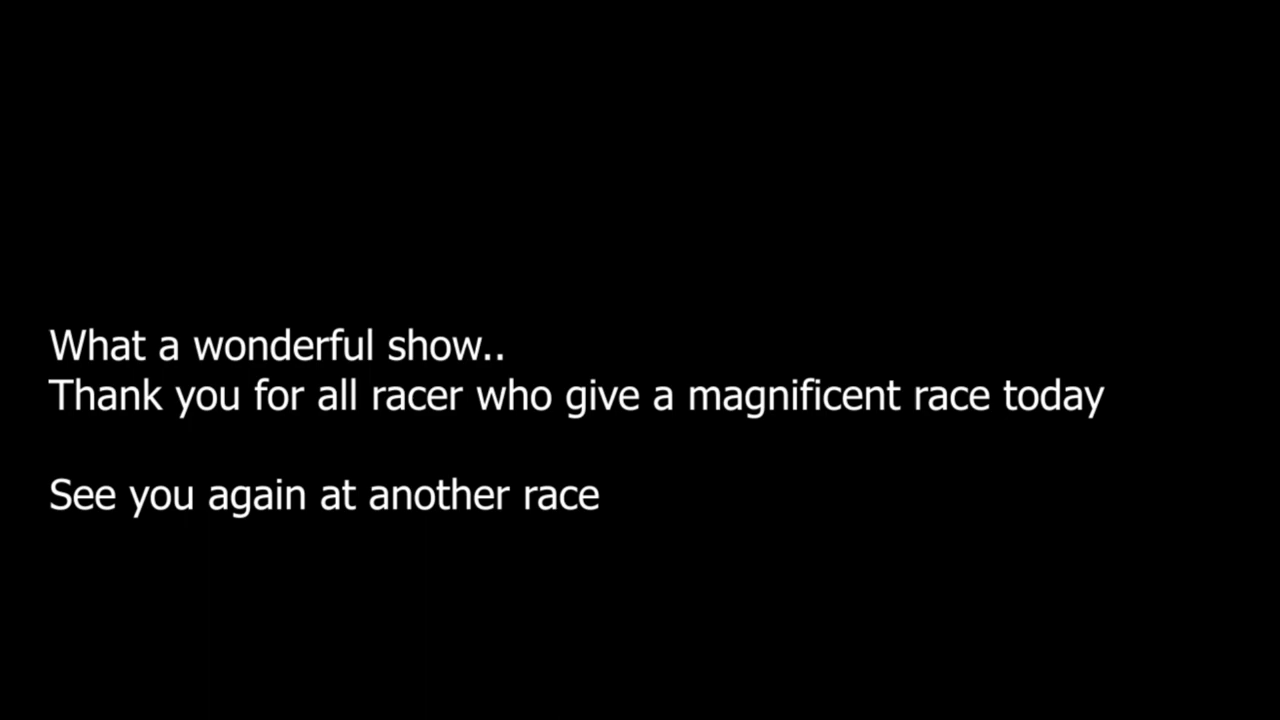 What a wonderful show..
Thank you for all racer who give a magnificent race today
See you again at another race